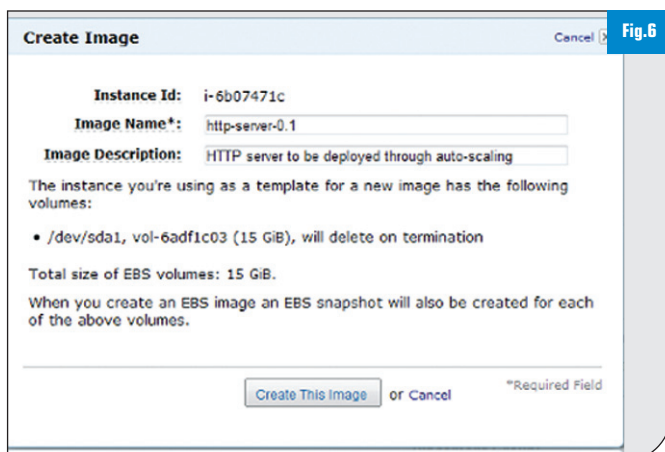 Fig.6
Create Image
Cancel
Instance Id: i-6b07471c
Image Name*: http-server-0.1
Image Description: HTTP server to be deployed through auto-scaling
The instance you're using as a template for a new image has the following
volumes:
• /dev/sda1, vol-6adf1c03 (15 GiB), will delete on termination
Total size of EBS volumes: 15 GiB.
When you create an EBS image an EBS snapshot will also be created for each
of the above volumes.
Create This Image or Cancel
*Required Field